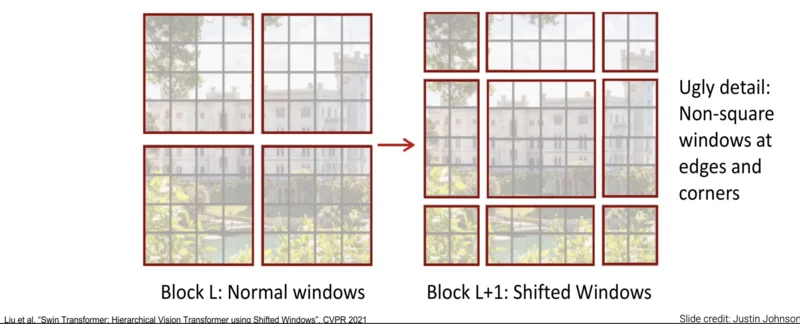 Ugly detail:
Non-square
windows at
edges and
corners
Block L: Normal windows
Block L+1: Shifted Windows
Liu et al, "Swin Transformer: Hierarchical Vision Transformer using Shifted Windows", CVPR 2021
Slide credit: Justin Johnson